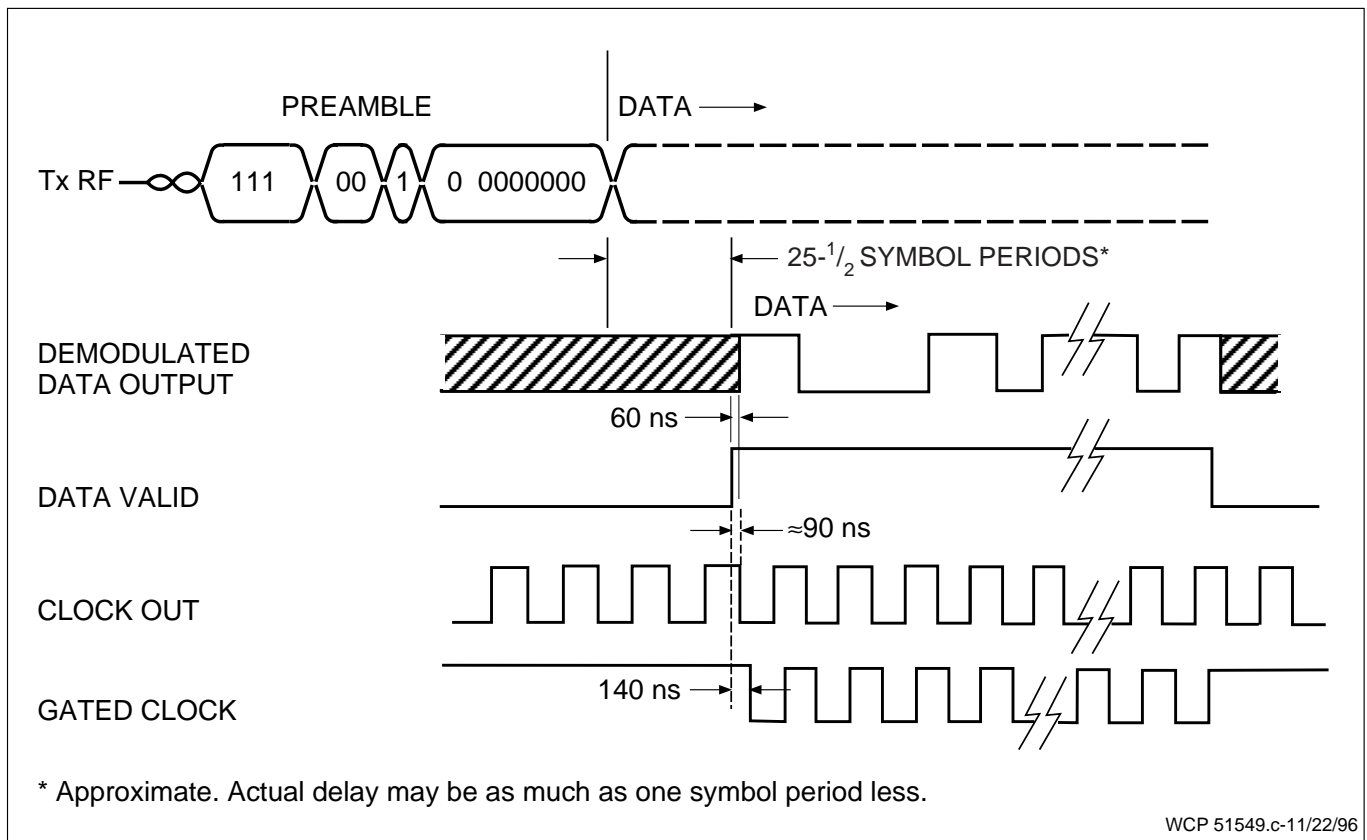 PREAMBLE DATA
Tx RF 111 00 1 0 0000000
25-1/2 SYMBOL PERIODS*
DATA
DEMODULATED
DATA OUTPUT
60 ns
DATA VALID
≈90 ns
CLOCK OUT
140 ns
GATED CLOCK
* Approximate. Actual delay may be as much as one symbol period less.
WCP 51549.c-11/22/96